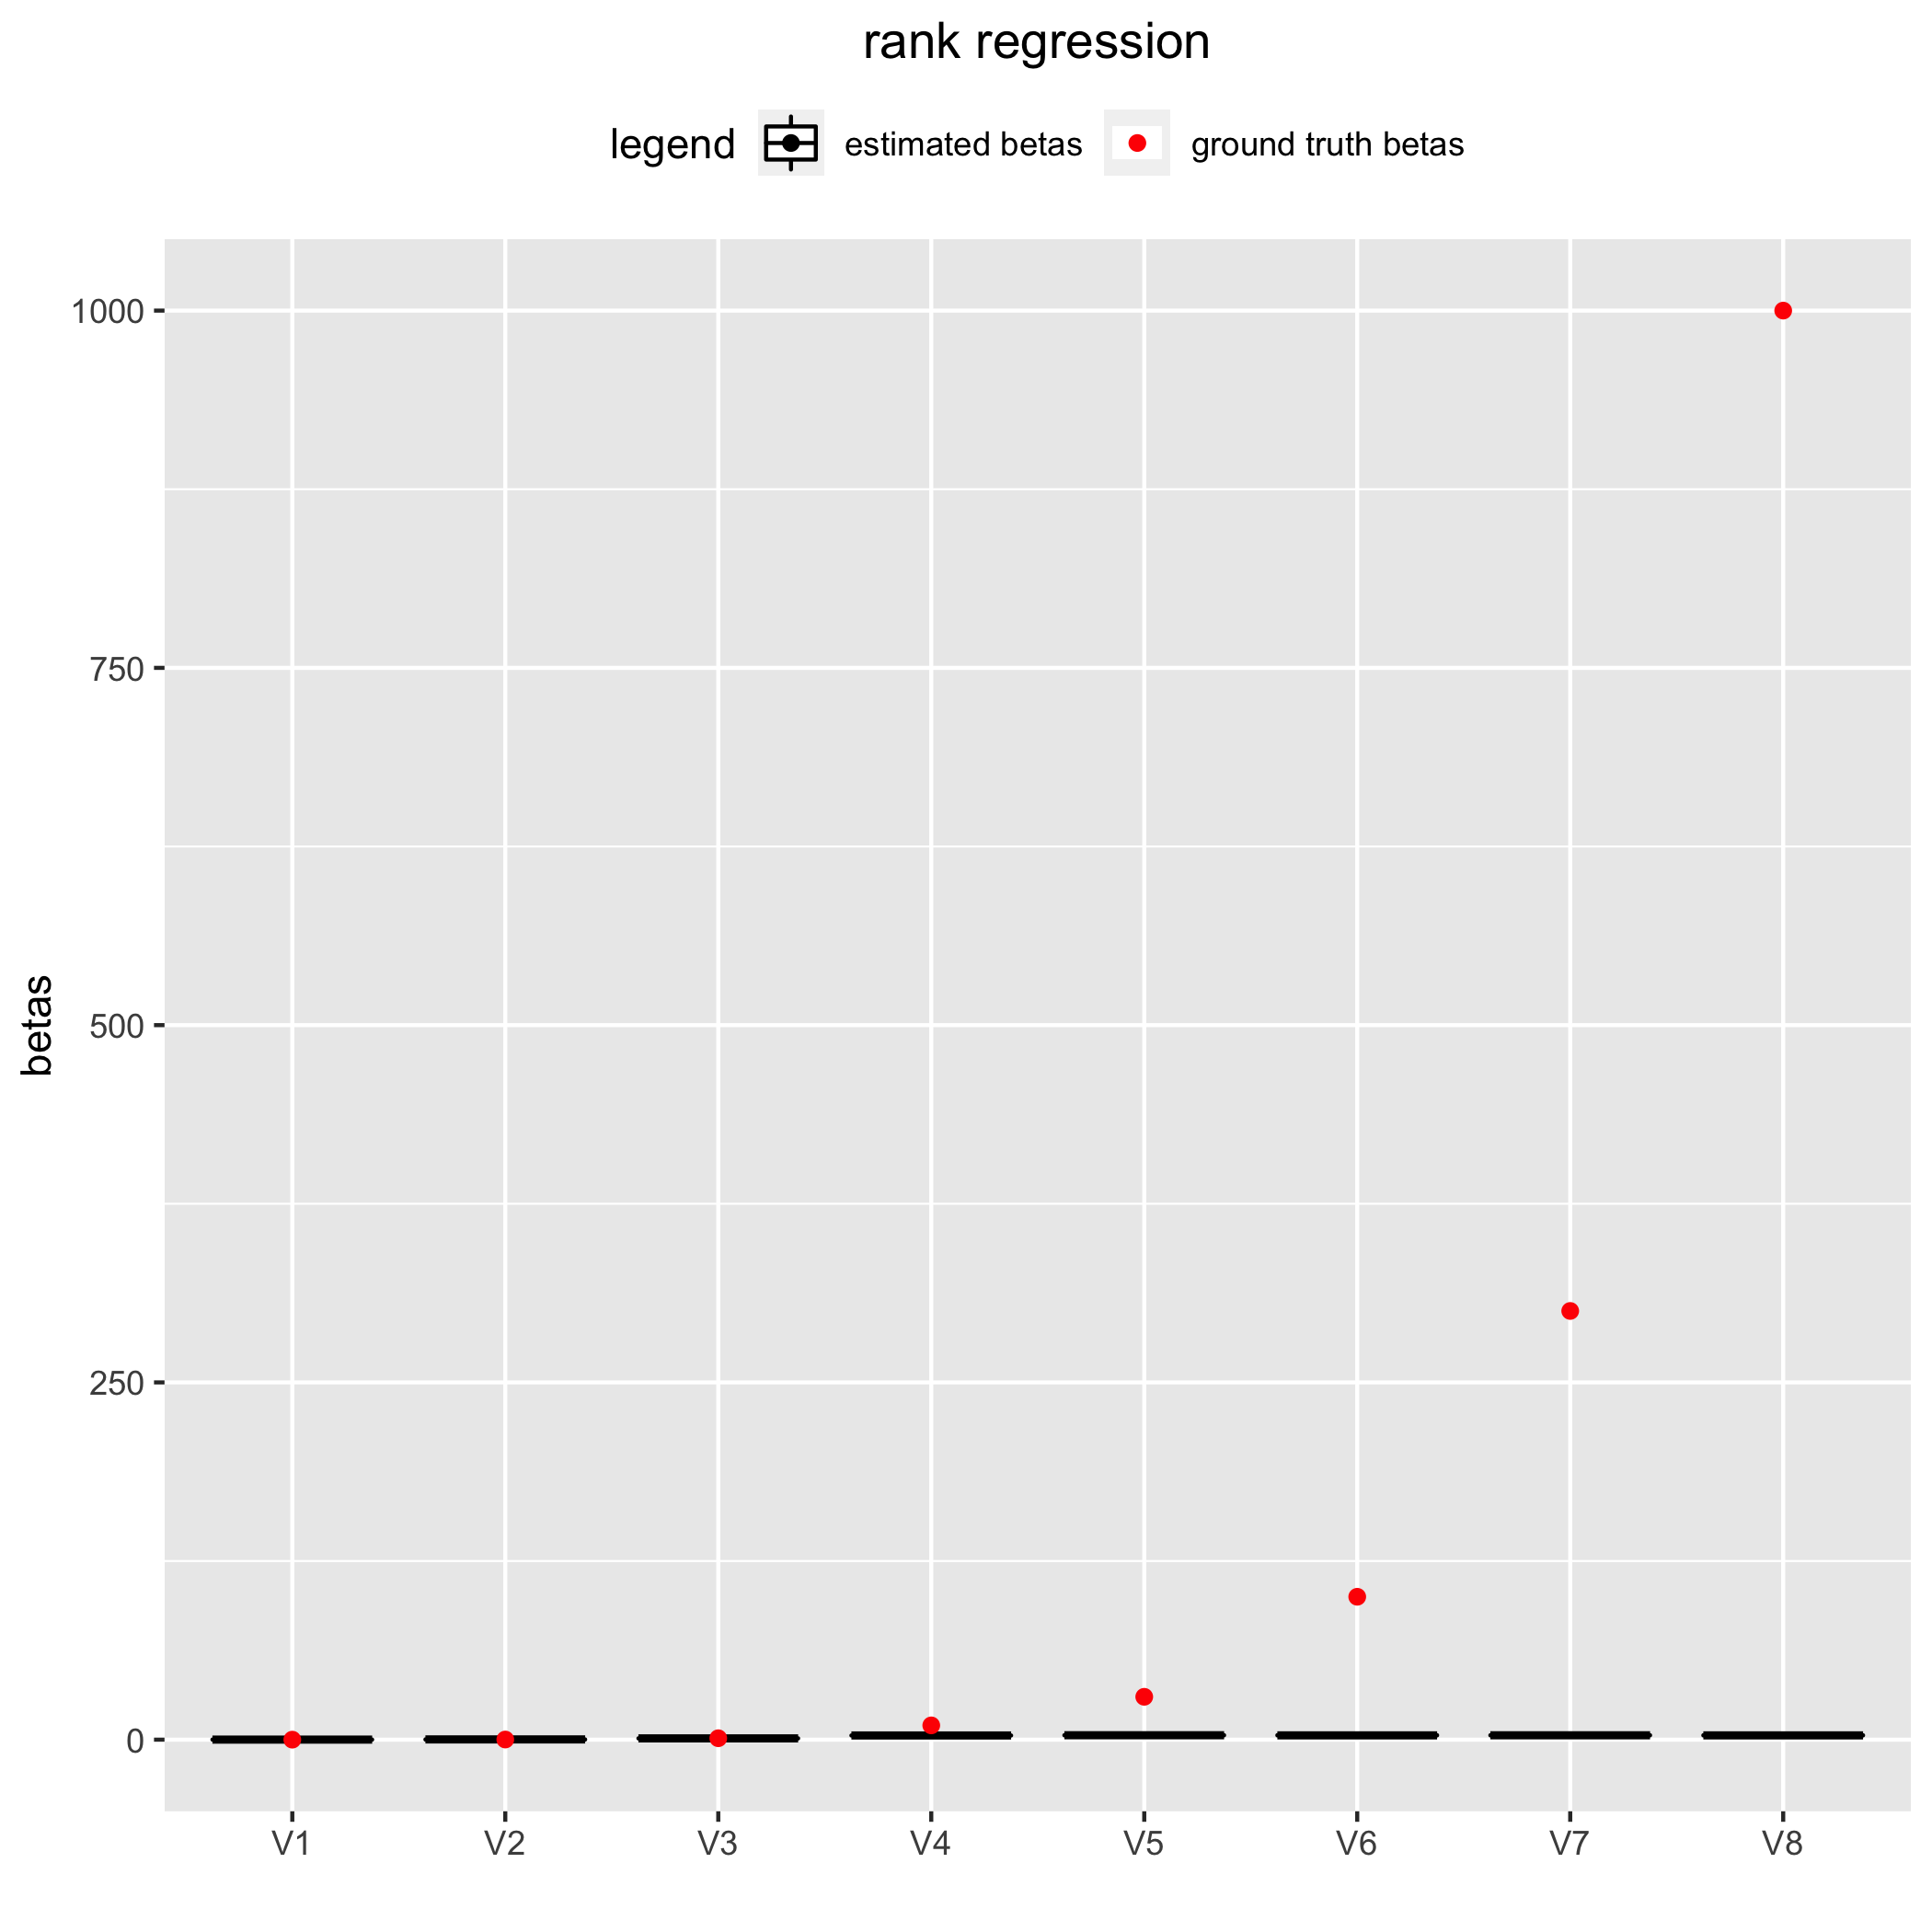 rank regression
legend estimated betas ground truth betas
1000
750
500
250
0
betas
V1 V2 V3 V4 V5 V6 V7 V8